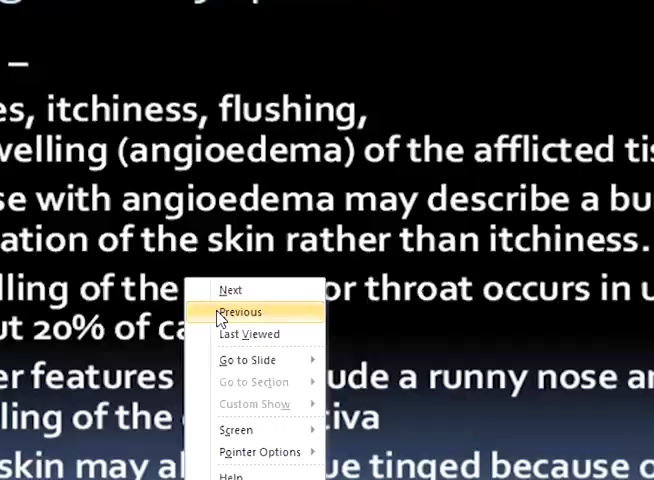 –
es, itchiness, flushing,
welling (angioedema) of the afflicted tis
se with angioedema may describe a bu
ation of the skin rather than itchiness.
lling of the or throat occurs in u
ut 20% of ca
er features ude a runny nose an
ling of the tiva
skin may al ue tinged because o
Next
Previous
Last Viewed
Go to Slide
Go to Section
Custom Show
Screen
Pointer Options
Help